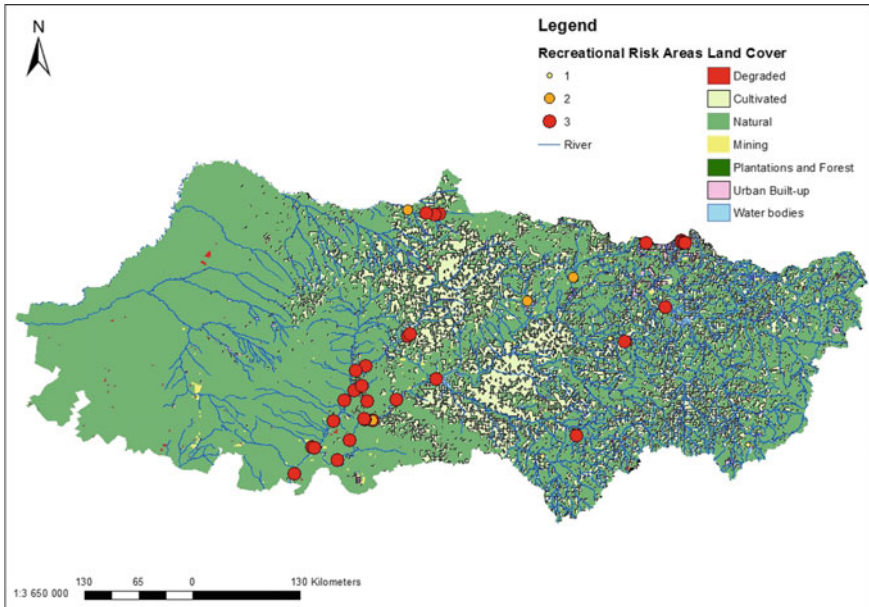 N
Legend
Recreational Risk Areas Land Cover
1 Degraded
2 Cultivated
3 Natural
River Mining
Plantations and Forest
Urban Built-up
Water bodies
130 65 0 130 Kilometers
1:3 650 000